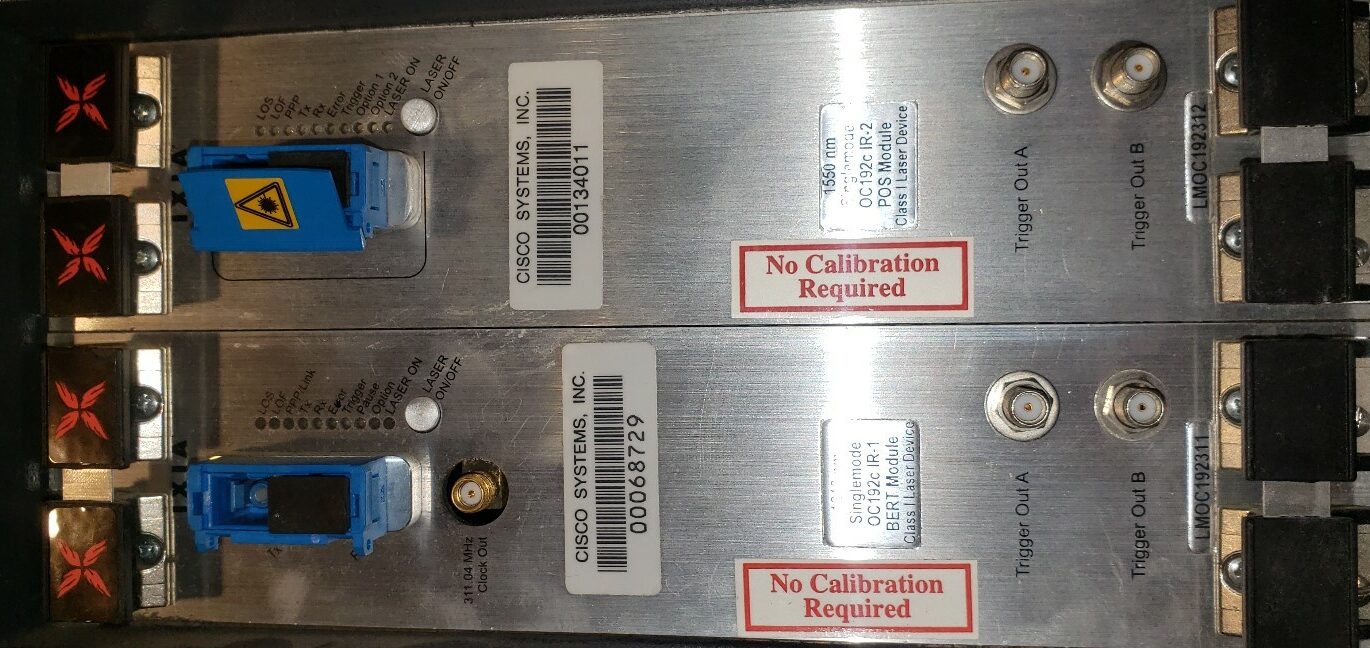 LOS
LOF
PPP
Tx
Rx
Error
Trigger
Option 1
Option 2
LASER ON
LASER
ON/OFF
CISCO SYSTEMS, INC.
00134011
1550 nm
Singlemode
OC192c IR-2
POS Module
Class I Laser Device
No Calibration
Required
Trigger Out A
Trigger Out B
LMOC192312
IXIA
LOS
LOF
PPP/Link
Tx
Rx
Error
Trigger
Pause
Option
LASER ON
LASER
ON/OFF
Tx
311.04 MHz
Clock Out
CISCO SYSTEMS, INC.
00068729
Singlemode
OC192c IR-1
BERT Module
Class I Laser Device
No Calibration
Required
Trigger Out A
Trigger Out B
LMOC192311